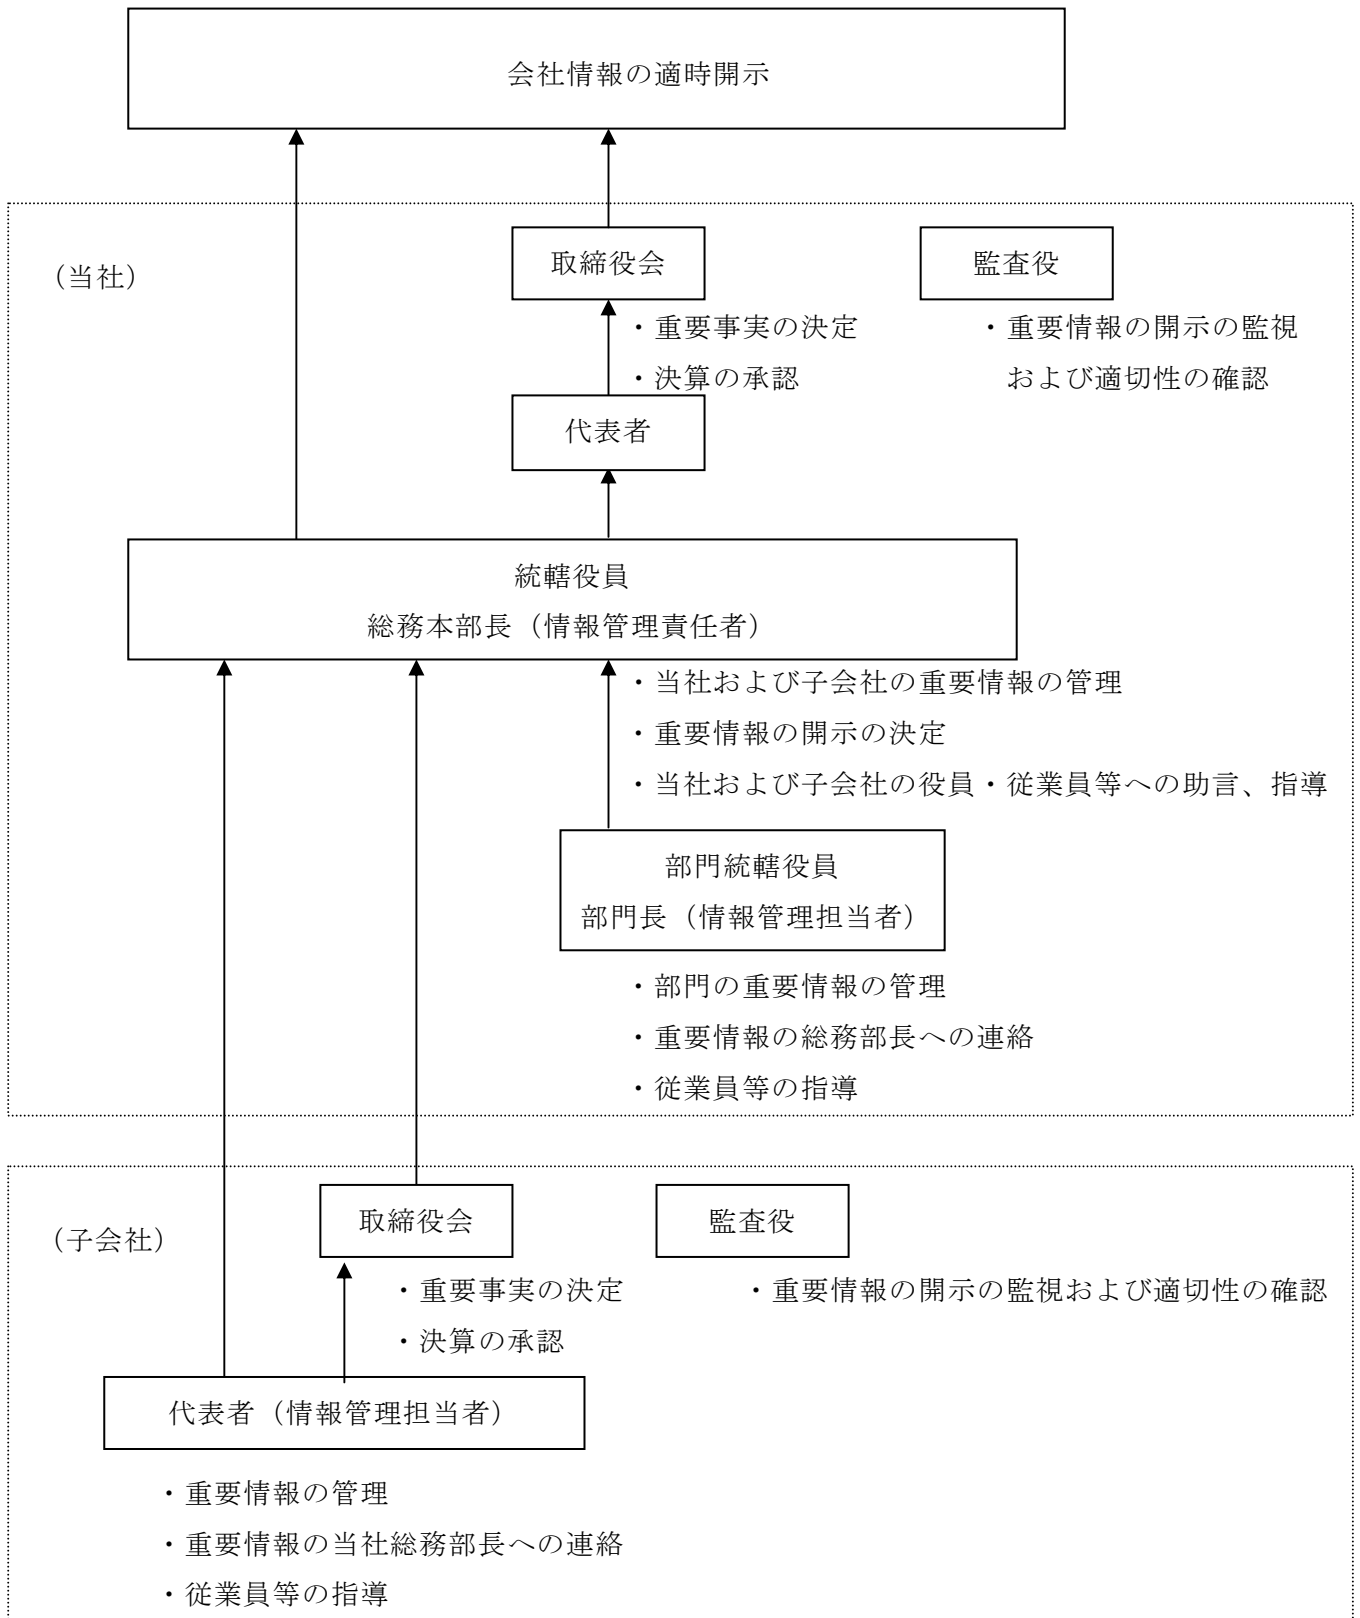 会社情報の適時開示
（当社）
取締役会
監査役
・重要事実の決定
・決算の承認
・重要情報の開示の監視
および適切性の確認
代表者
統轄役員
総務本部長（情報管理責任者）
・当社および子会社の重要情報の管理
・重要情報の開示の決定
・当社および子会社の役員・従業員等への助言、指導
部門統轄役員
部門長（情報管理担当者）
・部門の重要情報の管理
・重要情報の総務部長への連絡
・従業員等の指導
（子会社）
取締役会
監査役
・重要事実の決定
・決算の承認
・重要情報の開示の監視および適切性の確認
代表者（情報管理担当者）
・重要情報の管理
・重要情報の当社総務部長への連絡
・従業員等の指導